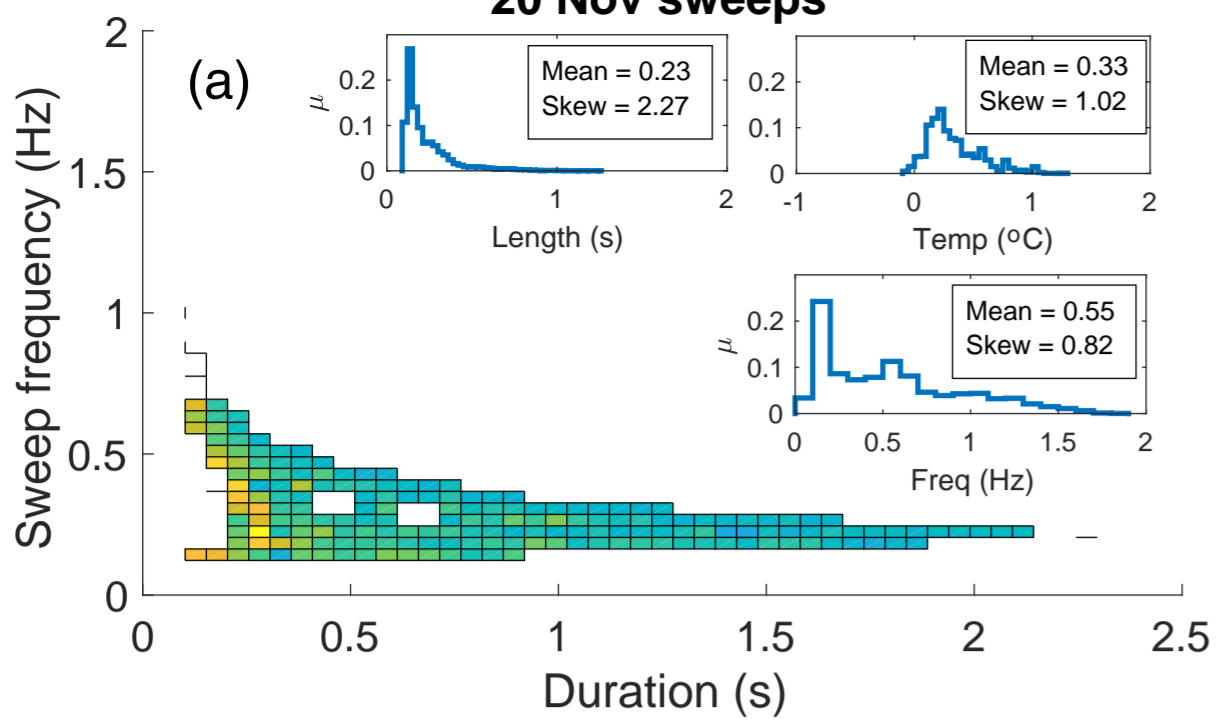 20 Nov sweeps
(a)
Sweep frequency (Hz)
2
1.5
1
0.5
0
0
0.5
1
1.5
2
2.5
Duration (s)
μ
0.2
0.1
0
Mean = 0.23
Skew = 2.27
0
1
2
Length (s)
0.2
0.1
0
Mean = 0.33
Skew = 1.02
-1
0
1
2
Temp (ºC)
μ
0.2
0.1
0
Mean = 0.55
Skew = 0.82
0
0.5
1
1.5
2
Freq (Hz)